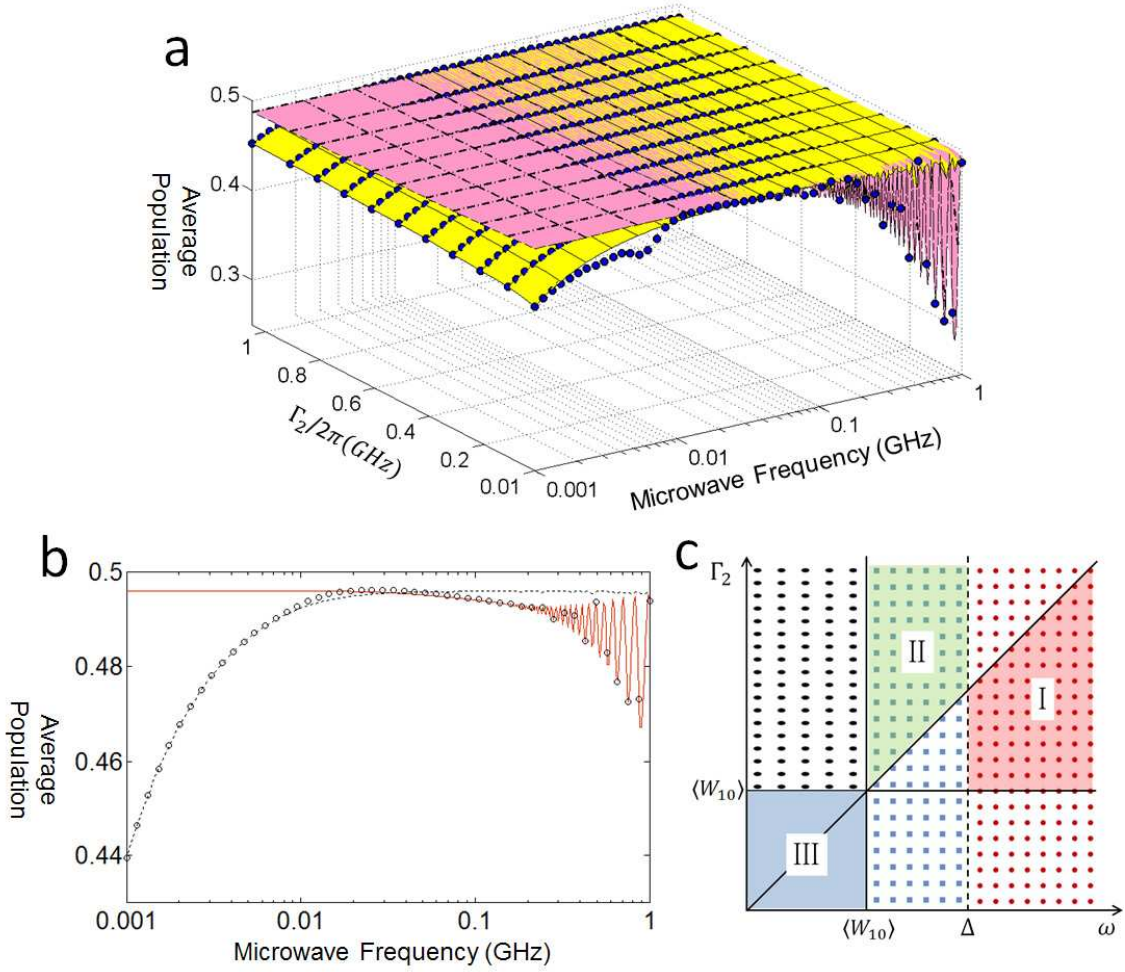 a
0.5
0.4
0.3
Average
Population
1
0.8
0.6
0.4
0.2
0.01
Γ₂/2π(GHz)
0.001
0.01
0.1
1
Microwave Frequency (GHz)
b
0.5
0.48
0.46
0.44
Average
Population
0.001
0.01
0.1
1
Microwave Frequency (GHz)
c
Γ₂
II
I
⟨W₁₀⟩
III
⟨W₁₀⟩
Δ
ω